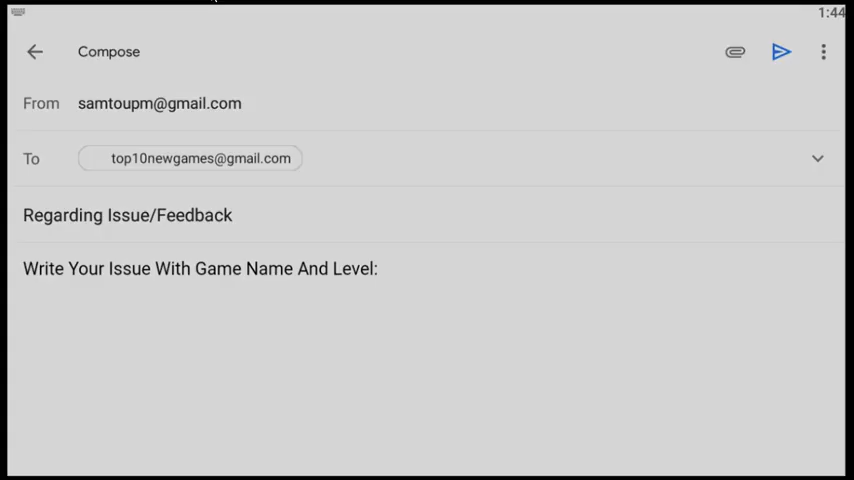 1:44
Compose
From samtoupm@gmail.com
To top10newgames@gmail.com
Regarding Issue/Feedback
Write Your Issue With Game Name And Level: